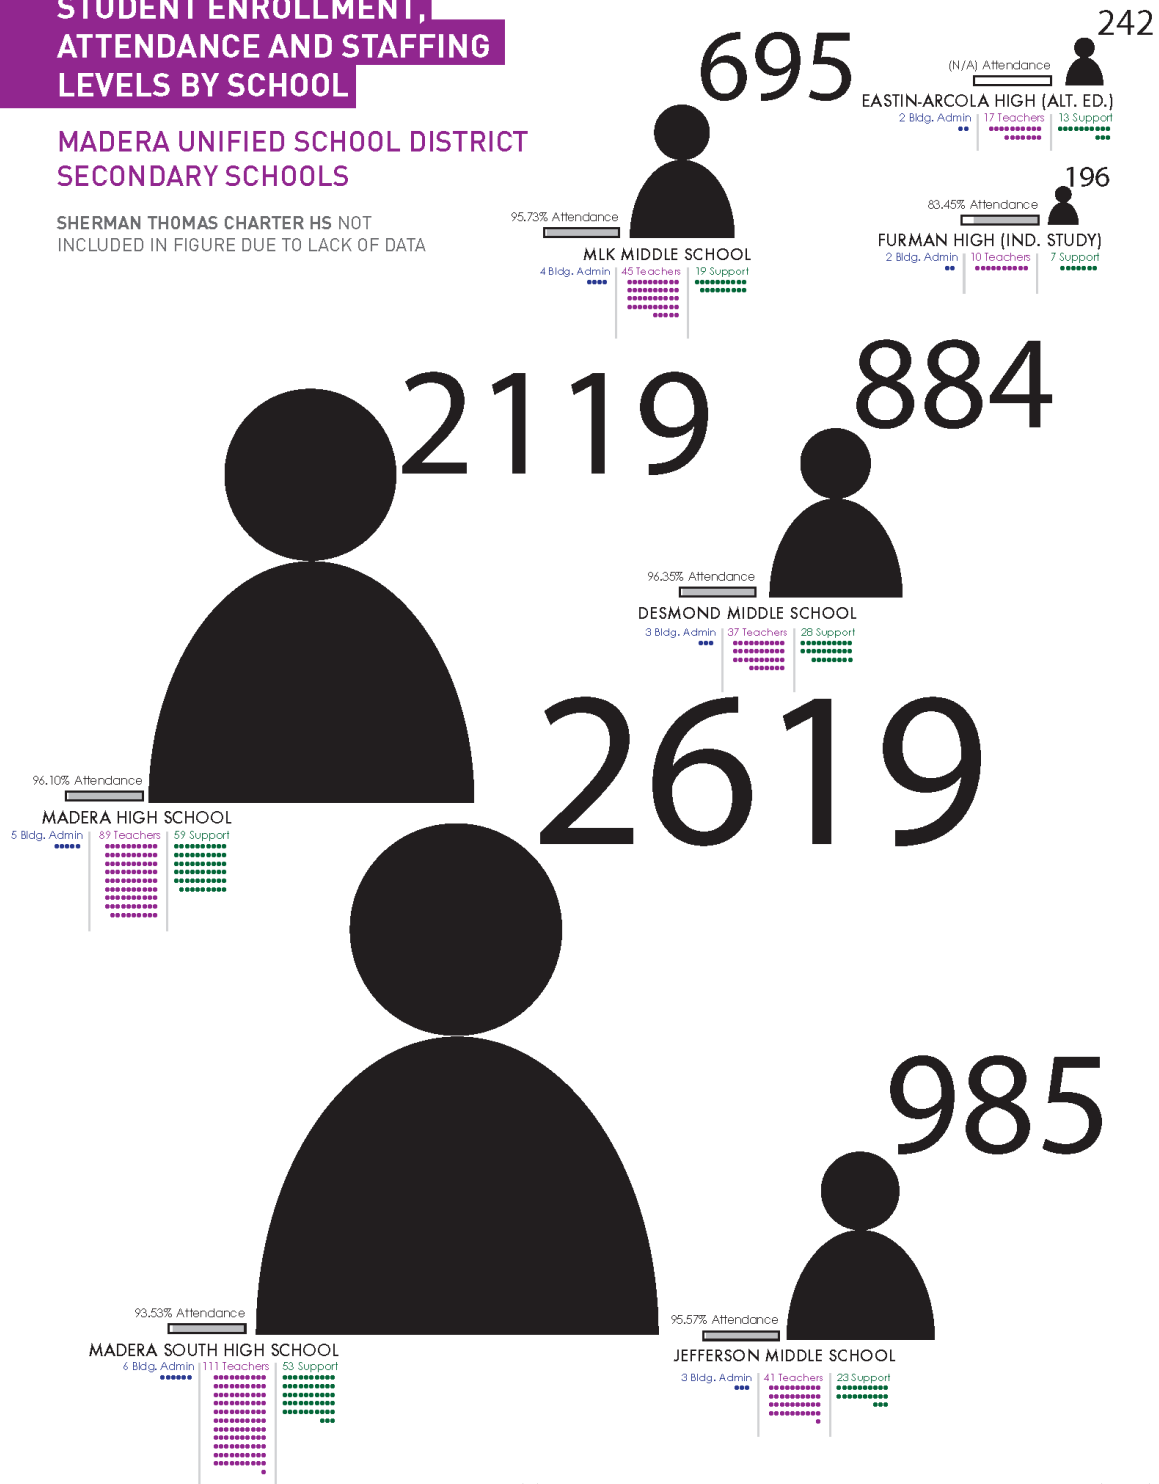 STUDENT ENROLLMENT,
ATTENDANCE AND STAFFING
LEVELS BY SCHOOL
MADERA UNIFIED SCHOOL DISTRICT
SECONDARY SCHOOLS
SHERMAN THOMAS CHARTER HS NOT
INCLUDED IN FIGURE DUE TO LACK OF DATA
695
95.73% Attendance
MLK MIDDLE SCHOOL
4 Bldg. Admin 45 Teachers 19 Support
242
(N/A) Attendance
EASTIN-ARCOLA HIGH (ALT. ED.)
2 Bldg. Admin 17 Teachers 13 Support
196
83.45% Attendance
FURMAN HIGH (IND. STUDY)
2 Bldg. Admin 10 Teachers 7 Support
2119
96.10% Attendance
MADERA HIGH SCHOOL
5 Bldg. Admin 89 Teachers 59 Support
884
96.35% Attendance
DESMOND MIDDLE SCHOOL
3 Bldg. Admin 37 Teachers 28 Support
2619
93.53% Attendance
MADERA SOUTH HIGH SCHOOL
6 Bldg. Admin 111 Teachers 53 Support
985
95.57% Attendance
JEFFERSON MIDDLE SCHOOL
3 Bldg. Admin 41 Teachers 23 Support